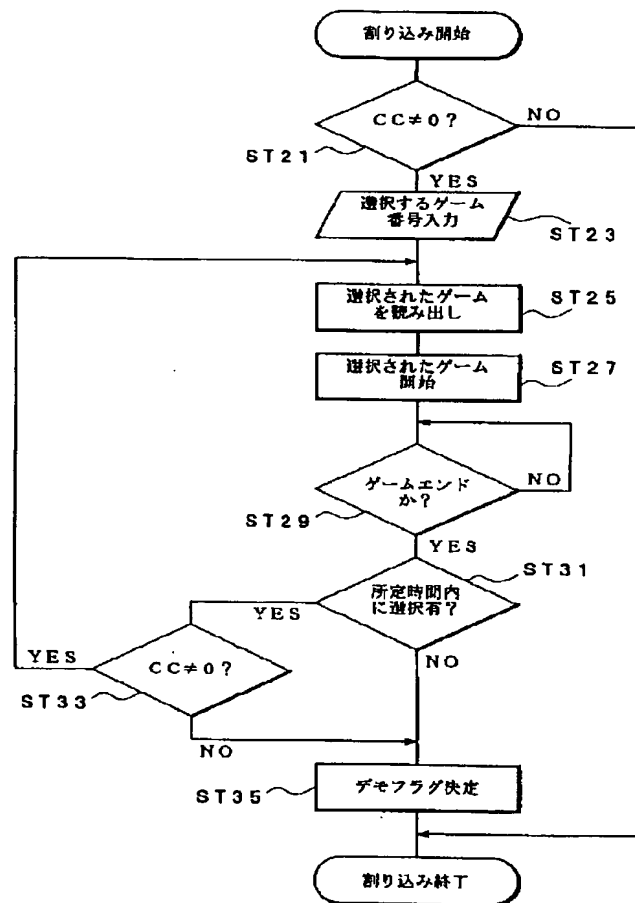 割り込み開始
CC≠0?
NO
ST21
YES
選択するゲーム
番号入力
ST23
選択されたゲーム
を読み出し
ST25
選択されたゲーム
開始
ST27
ゲームエンド
か?
NO
ST29
YES
ST31
所定時間内
に選択有?
YES
NO
YES
CC≠0?
ST33
NO
デモフラグ決定
ST35
割り込み終了